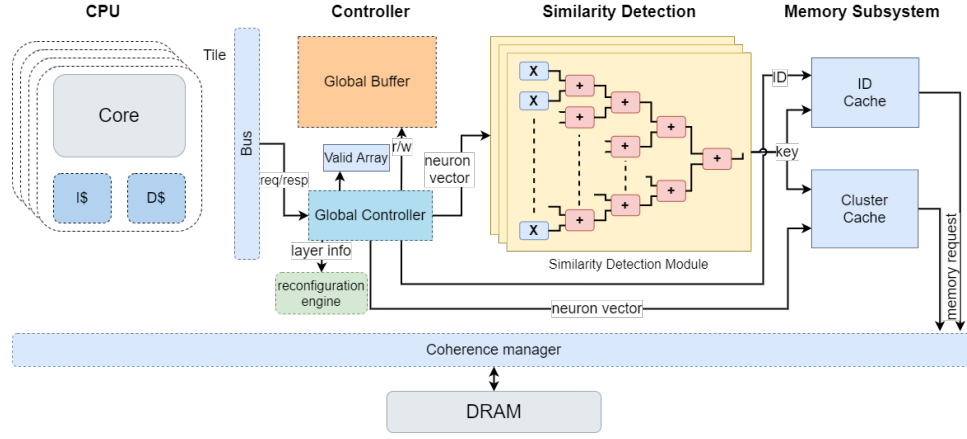 CPU
Controller
Similarity Detection
Memory Subsystem
Tile
Core
I$
D$
Bus
Global Buffer
Valid Array
r/w
neuron
vector
req/resp
Global Controller
layer info
reconfiguration
engine
X
X
X
+
+
+
+
+
+
+
+
+
+
+
Similarity Detection Module
ID
key
ID
Cache
Cluster
Cache
neuron vector
memory request
Coherence manager
DRAM